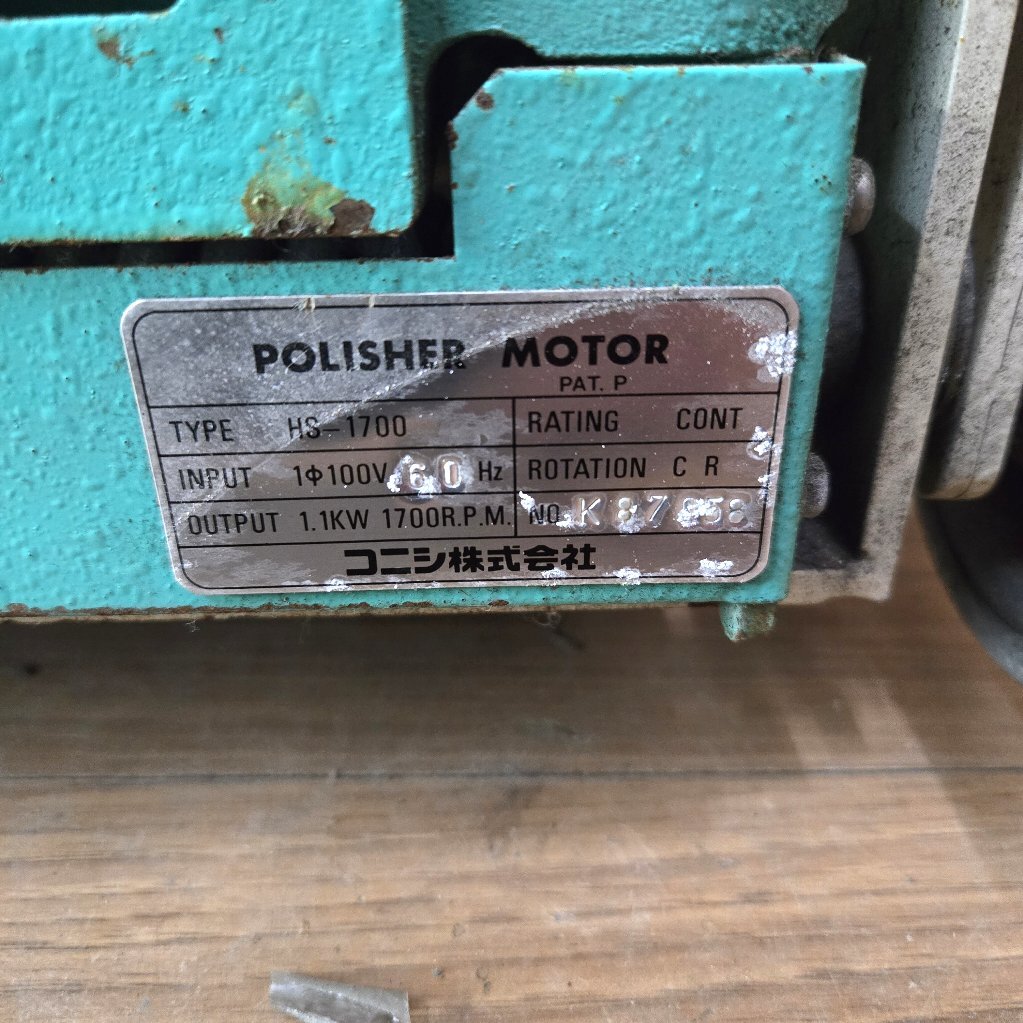 POLISHER MOTOR
PAT. P
TYPE HS-1700 RATING CONT
INPUT 1Φ100V 60 Hz ROTATION C R
OUTPUT 1.1KW 1700R.P.M. NO.
コニシ株式会社